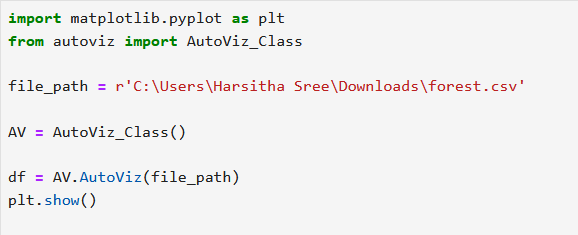 import matplotlib.pyplot as plt
from autoviz import AutoViz_Class
file_path = r'C:\Users\Harsitha Sree\Downloads\forest.csv'
AV = AutoViz_Class()
df = AV.AutoViz(file_path)
plt.show()